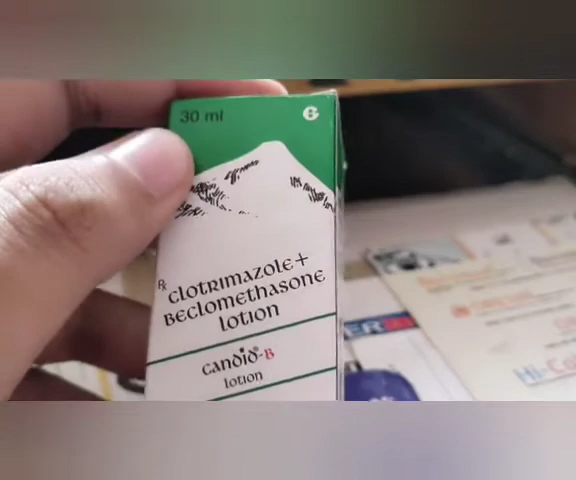 30 ml
℞ clotrimazole+
Beclomethasone
lotion
candid®-B
lotion